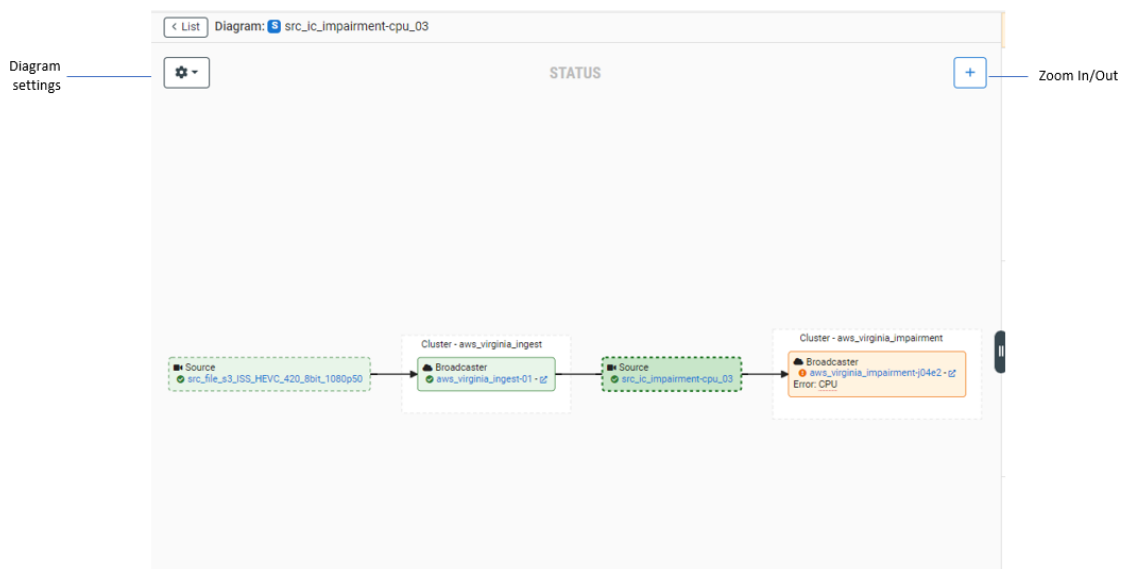 < List Diagram: S src_ic_impairment-cpu_03
Diagram
settings
STATUS
+
Zoom In/Out
Cluster - aws_virginia_ingest
Cluster - aws_virginia_impairment
Source
src_file_s3_ISS_HEVC_420_8bit_1080p50
Broadcaster
aws_virginia_ingest-01 -
Source
src_ic_impairment-cpu_03
Broadcaster
aws_virginia_impairment-j04e2 -
Error: CPU